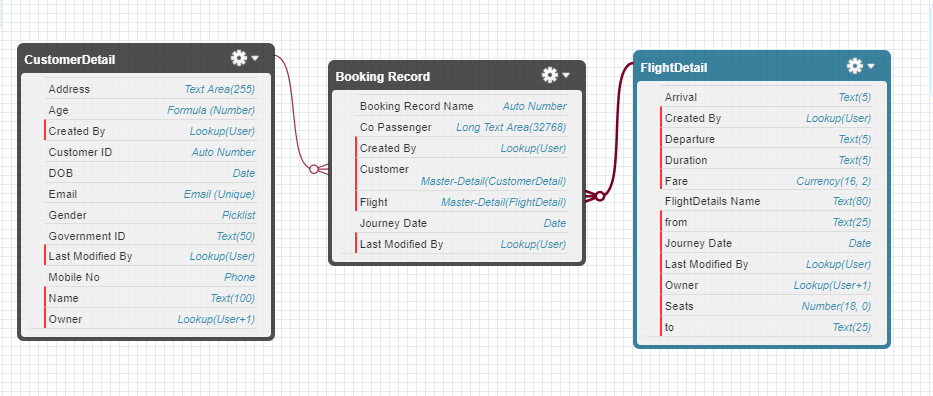 CustomerDetail
Address Text Area(255)
Age Formula (Number)
Created By Lookup(User)
Customer ID Auto Number
DOB Date
Email Email (Unique)
Gender Picklist
Government ID Text(50)
Last Modified By Lookup(User)
Mobile No Phone
Name Text(100)
Owner Lookup(User+1)
Booking Record
Booking Record Name Auto Number
Co Passenger Long Text Area(32768)
Created By Lookup(User)
Customer
Master-Detail(CustomerDetail)
Flight Master-Detail(FlightDetail)
Journey Date Date
Last Modified By Lookup(User)
FlightDetail
Arrival Text(5)
Created By Lookup(User)
Departure Text(5)
Duration Text(5)
Fare Currency(16, 2)
FlightDetails Name Text(80)
from Text(25)
Journey Date Date
Last Modified By Lookup(User)
Owner Lookup(User+1)
Seats Number(18, 0)
to Text(25)